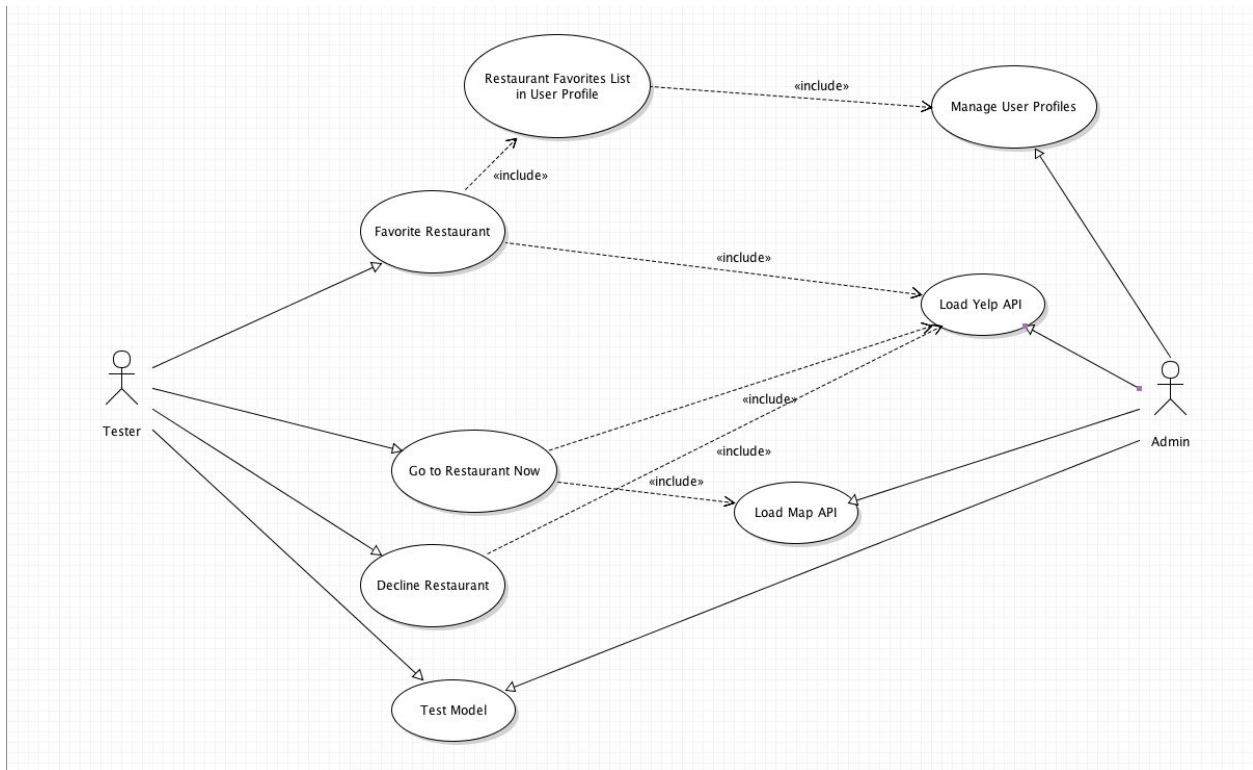 Restaurant Favorites List
in User Profile
«include»
Manage User Profiles
«include»
Favorite Restaurant
«include»
Load Yelp API
Tester
«include»
Admin
«include»
Go to Restaurant Now
«include»
Load Map API
Decline Restaurant
Test Model